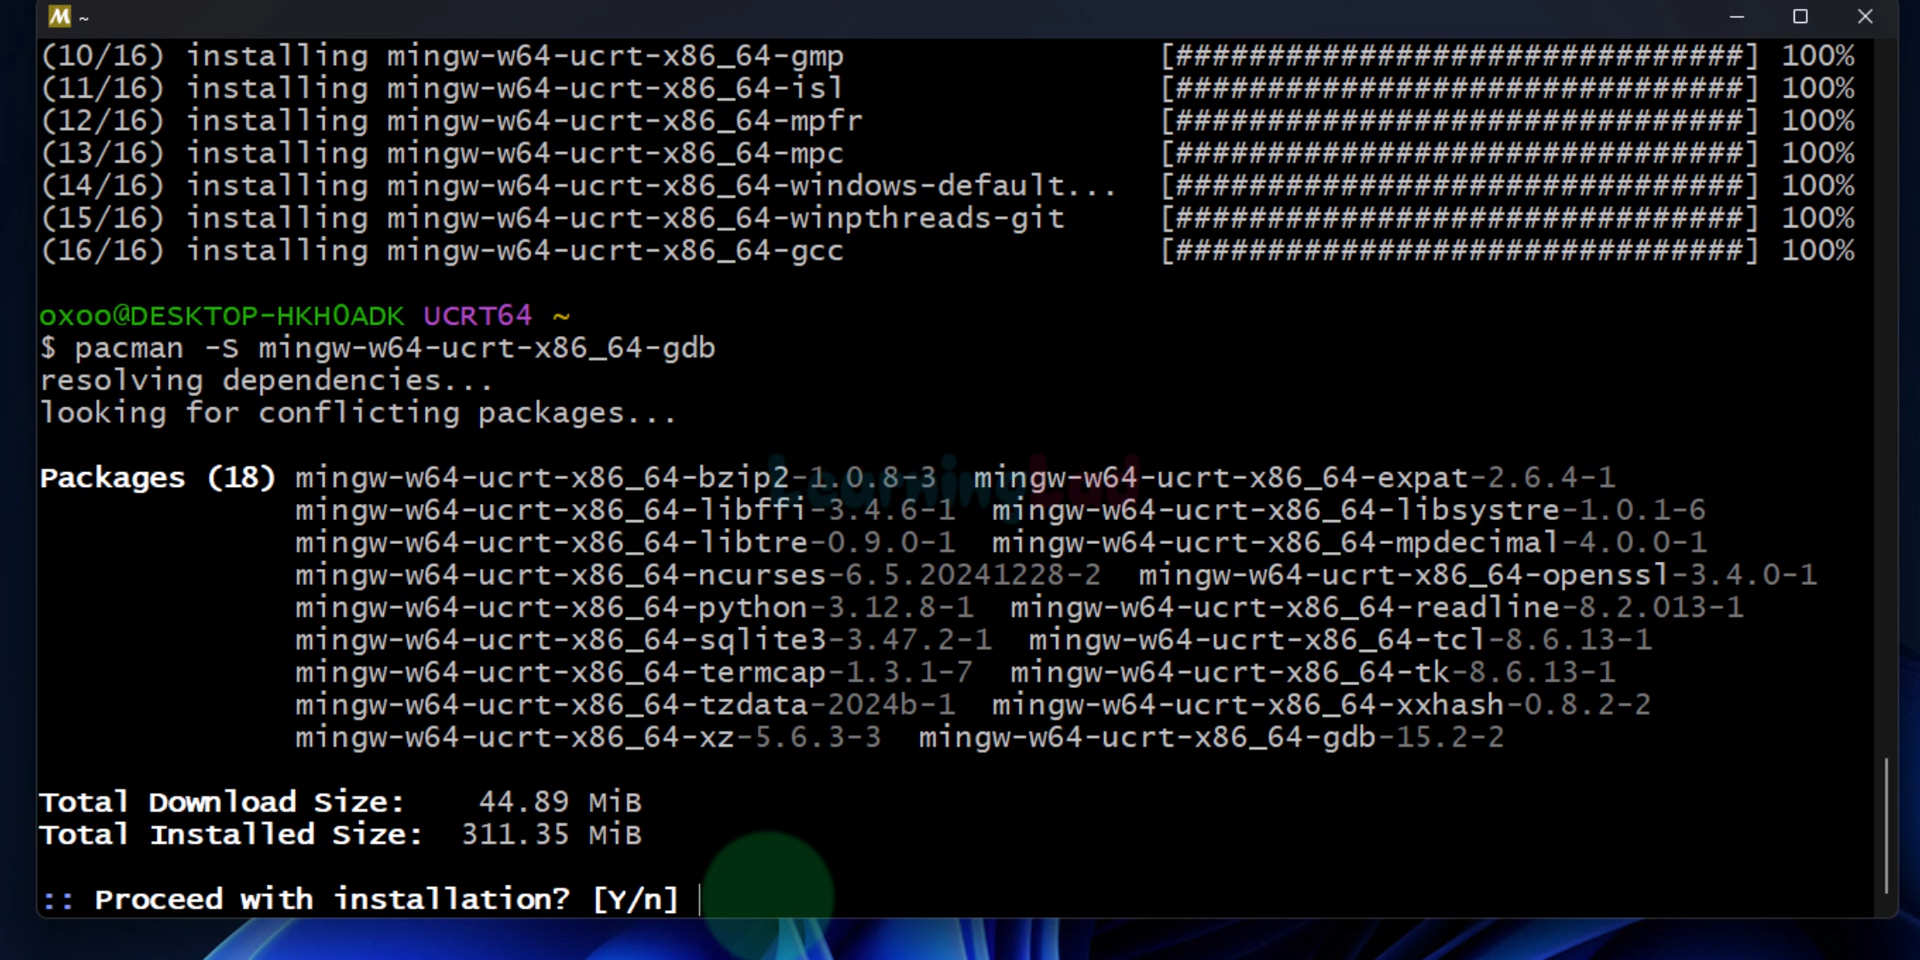 M ~
(10/16) installing mingw-w64-ucrt-x86_64-gmp [###############################] 100%
(11/16) installing mingw-w64-ucrt-x86_64-isl [###############################] 100%
(12/16) installing mingw-w64-ucrt-x86_64-mpfr [###############################] 100%
(13/16) installing mingw-w64-ucrt-x86_64-mpc [###############################] 100%
(14/16) installing mingw-w64-ucrt-x86_64-windows-default... [###############################] 100%
(15/16) installing mingw-w64-ucrt-x86_64-winpthreads-git [###############################] 100%
(16/16) installing mingw-w64-ucrt-x86_64-gcc [###############################] 100%
oxoo@DESKTOP-HKH0ADK UCRT64 ~
$ pacman -S mingw-w64-ucrt-x86_64-gdb
resolving dependencies...
looking for conflicting packages...
Packages (18) mingw-w64-ucrt-x86_64-bzip2-1.0.8-3 mingw-w64-ucrt-x86_64-expat-2.6.4-1
LearningLad
mingw-w64-ucrt-x86_64-libffi-3.4.6-1 mingw-w64-ucrt-x86_64-libsystre-1.0.1-6
mingw-w64-ucrt-x86_64-libtre-0.9.0-1 mingw-w64-ucrt-x86_64-mpdecimal-4.0.0-1
mingw-w64-ucrt-x86_64-ncurses-6.5.20241228-2 mingw-w64-ucrt-x86_64-openssl-3.4.0-1
mingw-w64-ucrt-x86_64-python-3.12.8-1 mingw-w64-ucrt-x86_64-readline-8.2.013-1
mingw-w64-ucrt-x86_64-sqlite3-3.47.2-1 mingw-w64-ucrt-x86_64-tcl-8.6.13-1
mingw-w64-ucrt-x86_64-termcap-1.3.1-7 mingw-w64-ucrt-x86_64-tk-8.6.13-1
mingw-w64-ucrt-x86_64-tzdata-2024b-1 mingw-w64-ucrt-x86_64-xxhash-0.8.2-2
mingw-w64-ucrt-x86_64-xz-5.6.3-3 mingw-w64-ucrt-x86_64-gdb-15.2-2
Total Download Size: 44.89 MiB
Total Installed Size: 311.35 MiB
:: Proceed with installation? [Y/n]